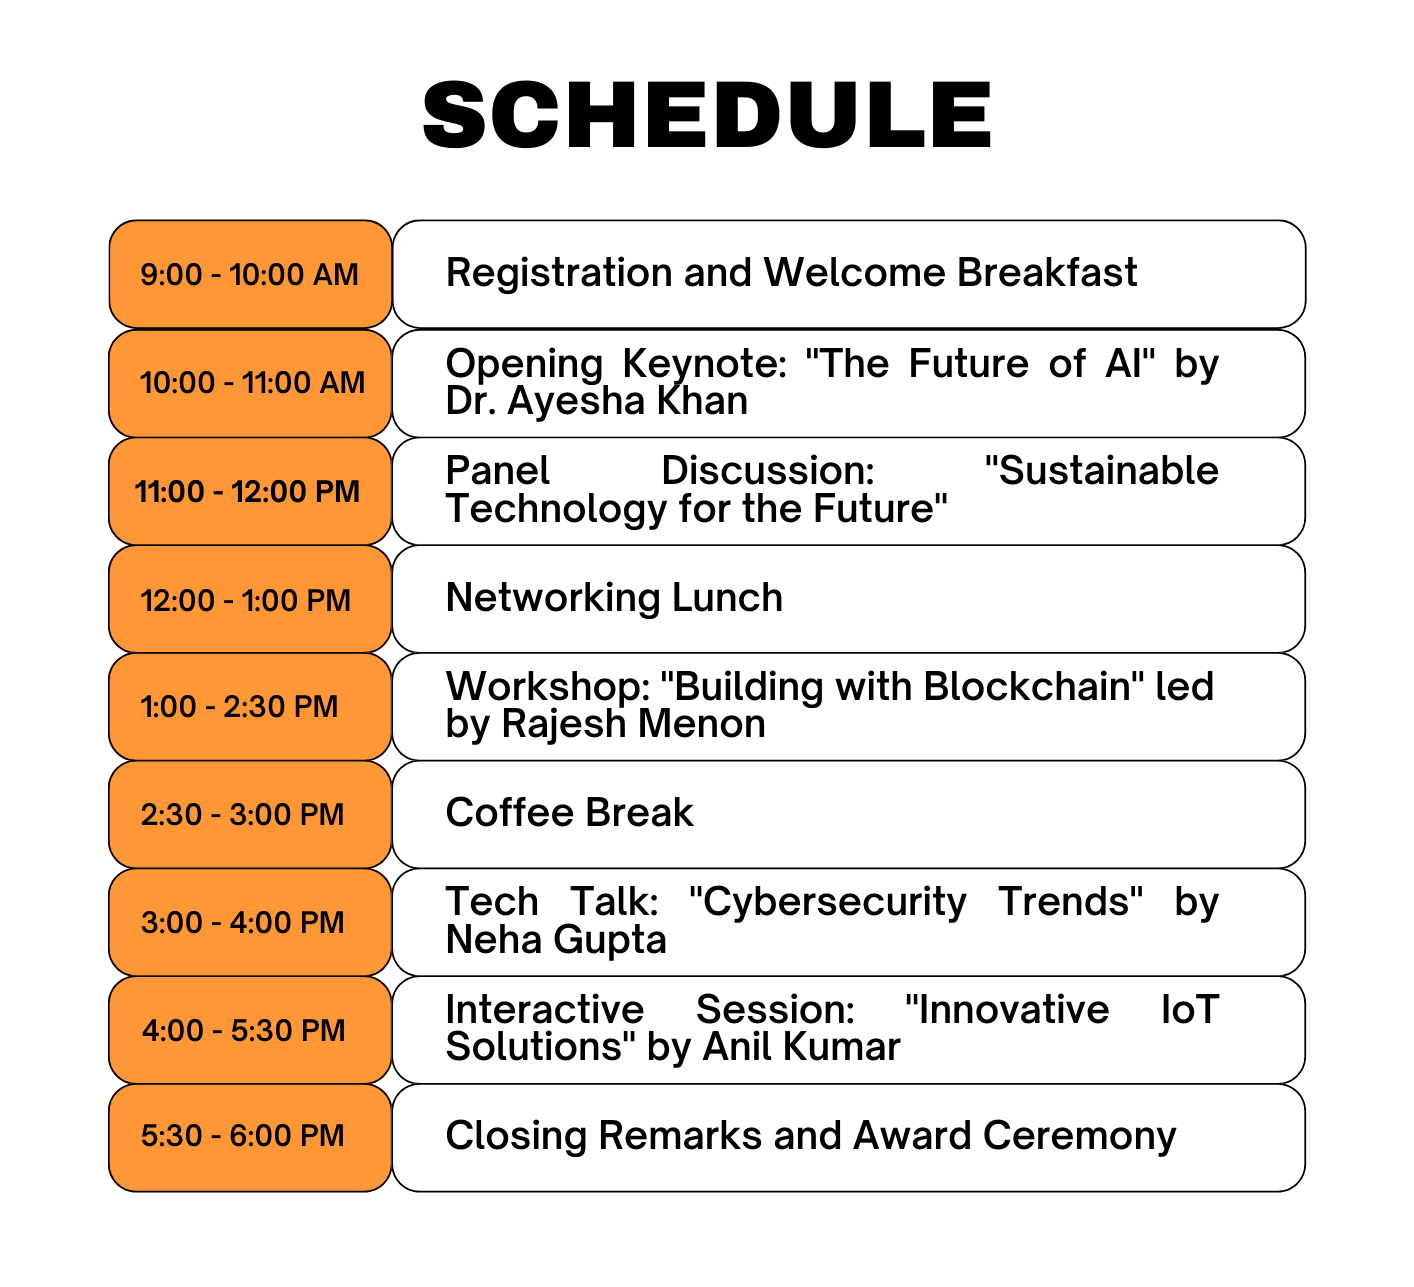 SCHEDULE
9:00 - 10:00 AM
Registration and Welcome Breakfast
10:00 - 11:00 AM
Opening Keynote: "The Future of AI" by
Dr. Ayesha Khan
11:00 - 12:00 PM
Panel Discussion: "Sustainable
Technology for the Future"
12:00 - 1:00 PM
Networking Lunch
1:00 - 2:30 PM
Workshop: "Building with Blockchain" led
by Rajesh Menon
2:30 - 3:00 PM
Coffee Break
3:00 - 4:00 PM
Tech Talk: "Cybersecurity Trends" by
Neha Gupta
4:00 - 5:30 PM
Interactive Session: "Innovative IoT
Solutions" by Anil Kumar
5:30 - 6:00 PM
Closing Remarks and Award Ceremony